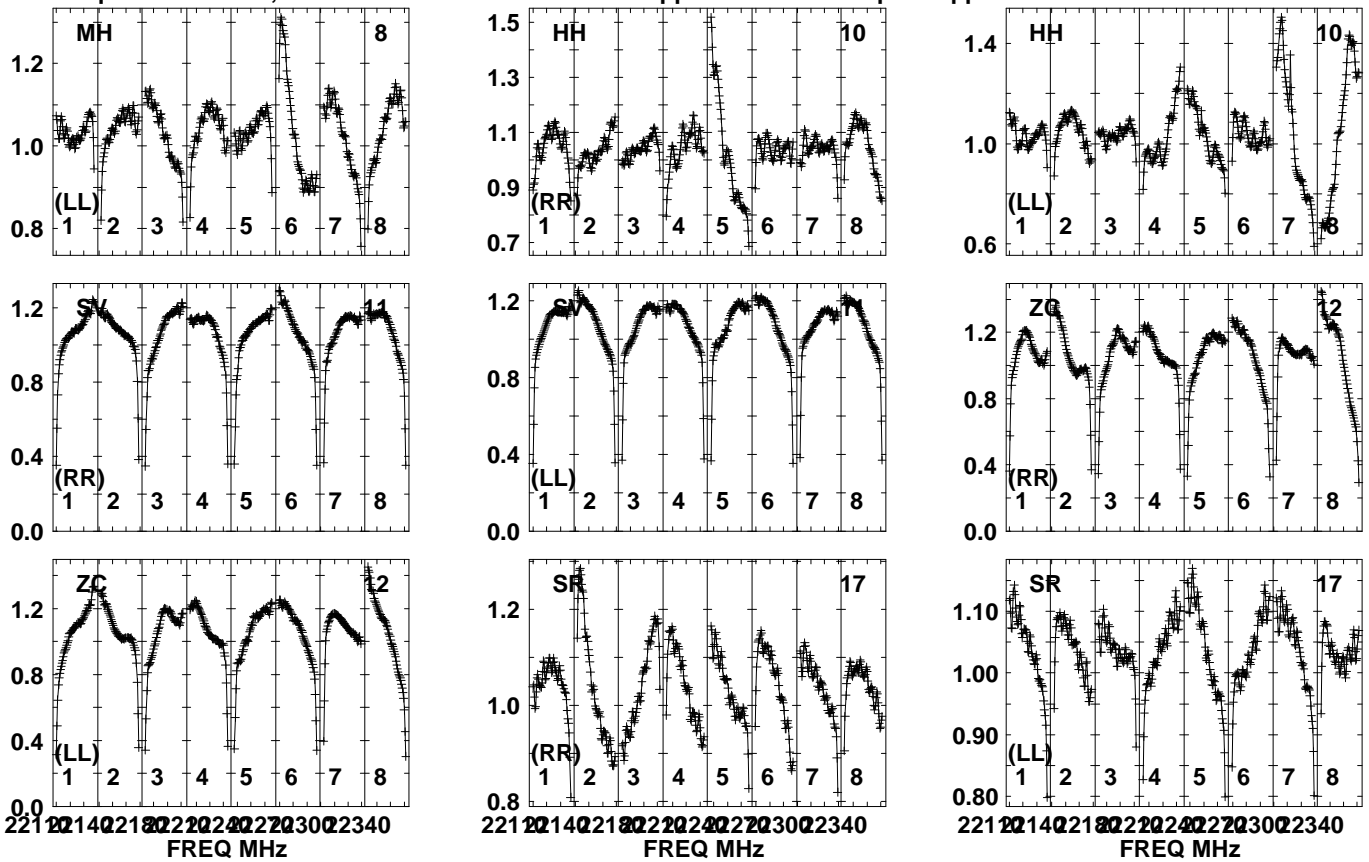 MH 8
1.2
1.0
0.8
(LL)
1 2 3 4 5 6 7 8
HH 10
1.5
1.3
1.1
0.9
0.7
(RR)
1 2 3 4 5 6 7 8
HH 10
1.4
1.0
0.6
(LL)
1 2 3 4 5 6 7 8
SV 11
1.2
0.8
0.4
0.0
(RR)
1 2 3 4 5 6 7 8
SV 11
1.2
0.8
0.4
0.0
(LL)
1 2 3 4 5 6 7 8
ZC 12
1.2
0.8
0.4
0.0
(RR)
1 2 3 4 5 6 7 8
ZC 12
1.2
0.8
0.4
0.0
(LL)
1 2 3 4 5 6 7 8
22340
FREQ MHz
SR 17
1.2
1.0
0.8
(RR)
1 2 3 4 5 6 7 8
22340
FREQ MHz
SR 17
1.10
1.00
0.90
0.80
(LL)
1 2 3 4 5 6 7 8
22340
FREQ MHz